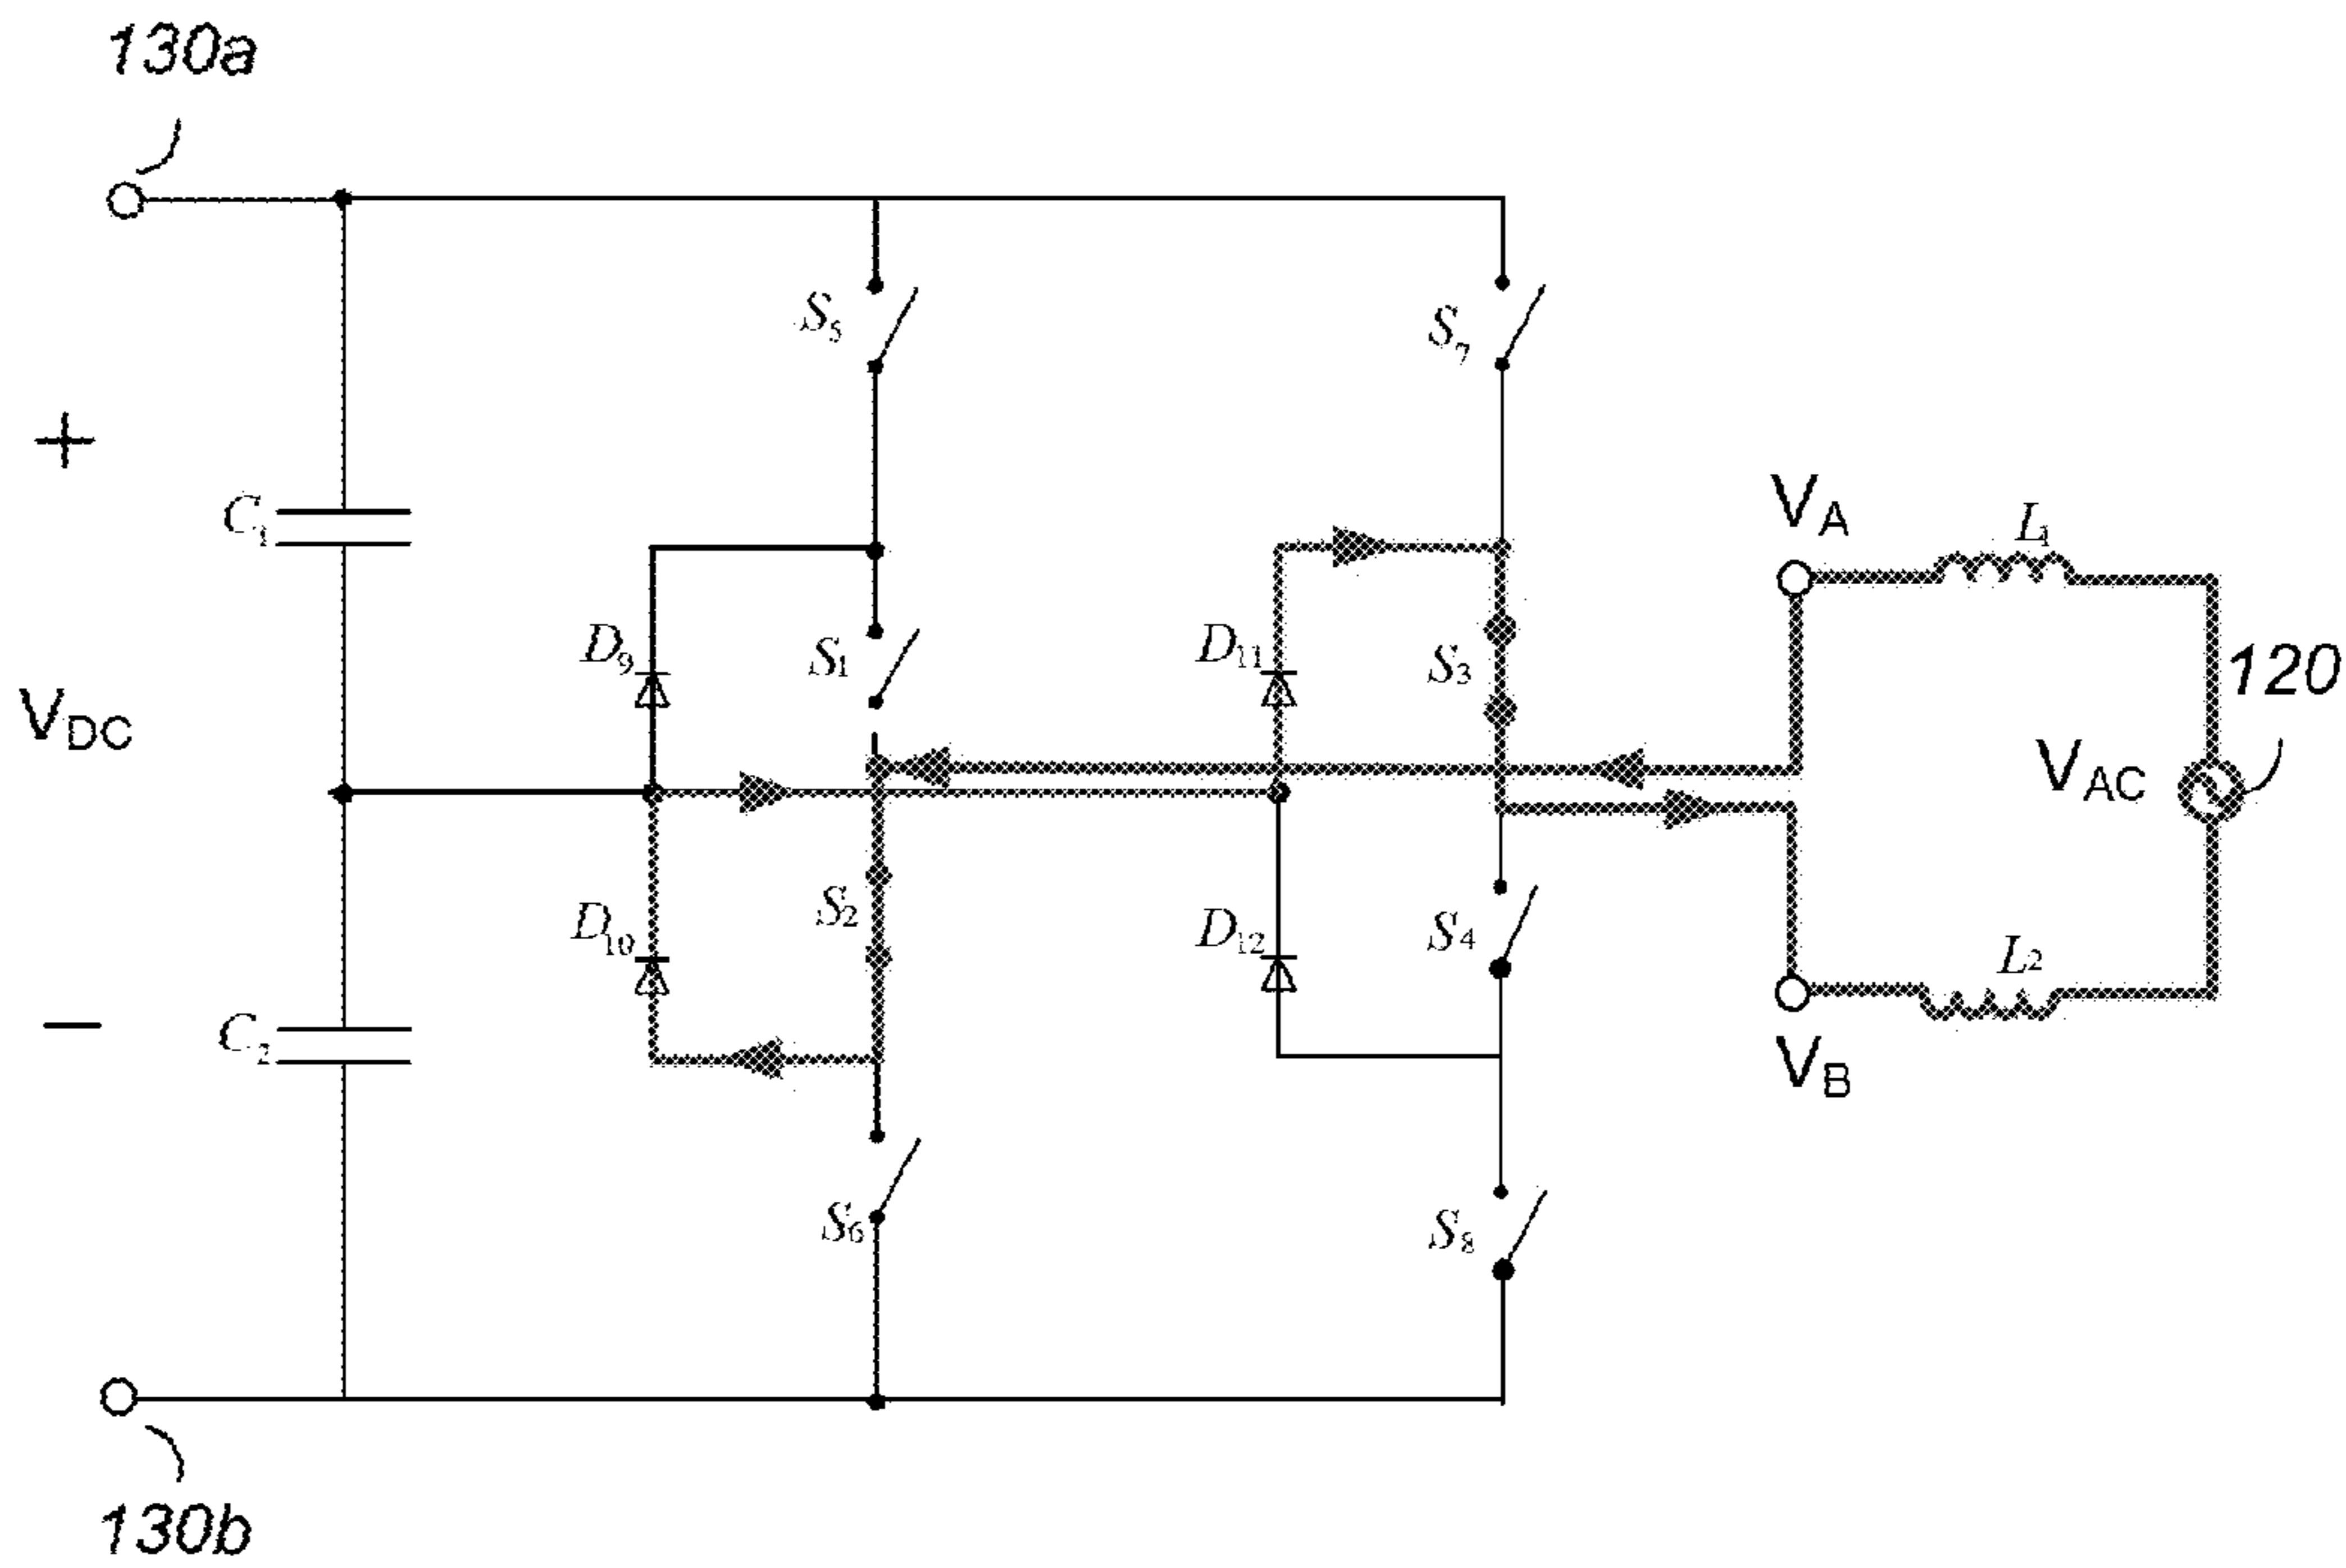 130a
S5
S7
+
C1
VA
L1
D9
S1
D11
S3
120
VDC
VAC
D10
S2
D12
S4
L2
−
C2
VB
S6
S8
130b